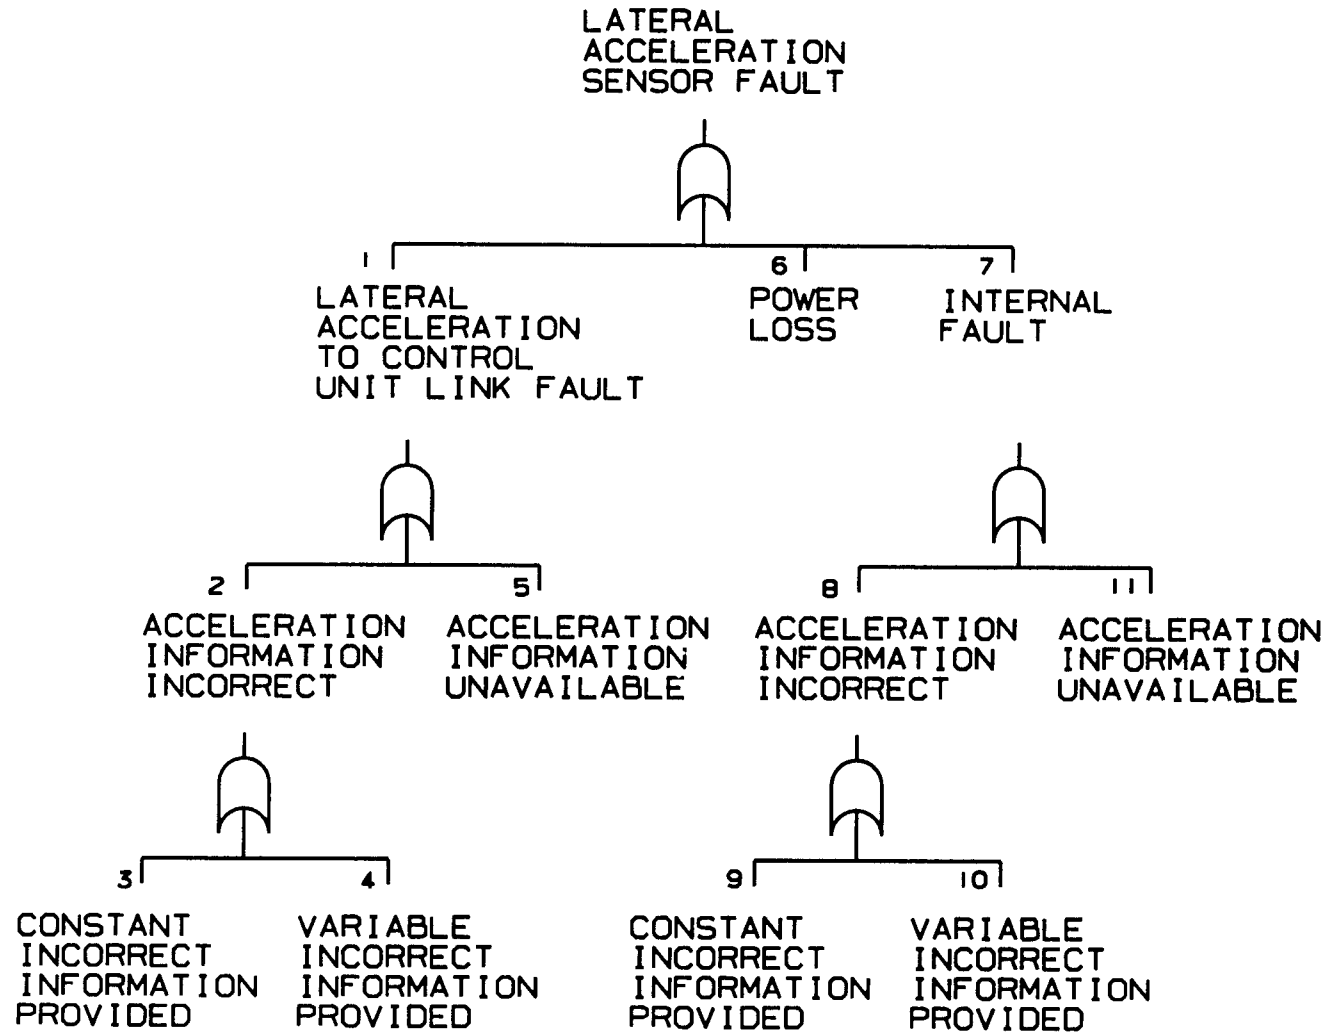 LATERAL
ACCELERATION
SENSOR FAULT
1
LATERAL
ACCELERATION
TO CONTROL
UNIT LINK FAULT
6
POWER
LOSS
7
INTERNAL
FAULT
2
ACCELERATION
INFORMATION
INCORRECT
5
ACCELERATION
INFORMATION
UNAVAILABLE
8
ACCELERATION
INFORMATION
INCORRECT
11
ACCELERATION
INFORMATION
UNAVAILABLE
3
CONSTANT
INCORRECT
INFORMATION
PROVIDED
4
VARIABLE
INCORRECT
INFORMATION
PROVIDED
9
CONSTANT
INCORRECT
INFORMATION
PROVIDED
10
VARIABLE
INCORRECT
INFORMATION
PROVIDED